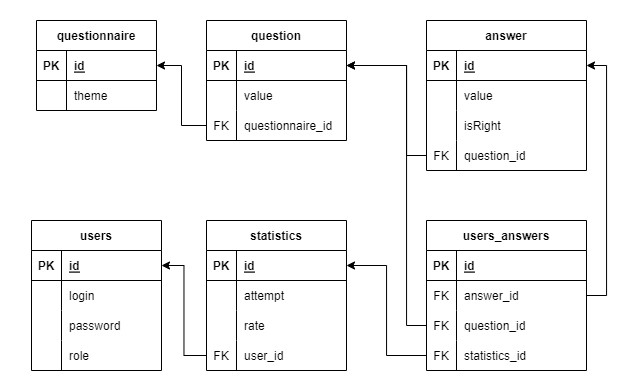 questionnaire
PK id
theme
question
PK id
value
FK questionnaire_id
answer
PK id
value
isRight
FK question_id
users
PK id
login
password
role
statistics
PK id
attempt
rate
FK user_id
users_answers
PK id
FK answer_id
FK question_id
FK statistics_id